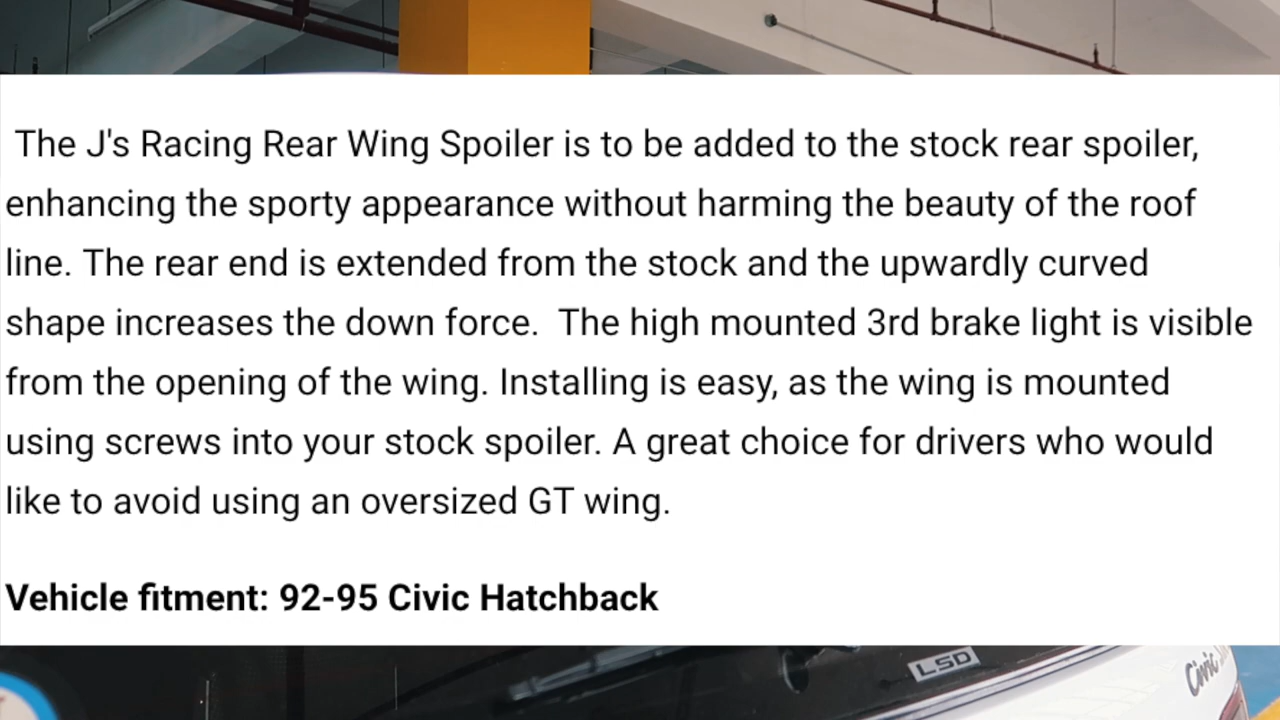 The J's Racing Rear Wing Spoiler is to be added to the stock rear spoiler,
enhancing the sporty appearance without harming the beauty of the roof
line. The rear end is extended from the stock and the upwardly curved
shape increases the down force.  The high mounted 3rd brake light is visible
from the opening of the wing. Installing is easy, as the wing is mounted
using screws into your stock spoiler. A great choice for drivers who would
like to avoid using an oversized GT wing.
Vehicle fitment: 92-95 Civic Hatchback
LSD
Civic